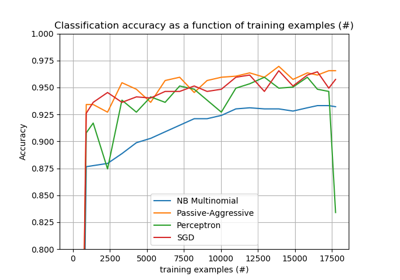 Classification accuracy as a function of training examples (#)
1.000
0.975
0.950
0.925
0.900
0.875
0.850
0.825
0.800
Accuracy
NB Multinomial
Passive-Aggressive
Perceptron
SGD
0 2500 5000 7500 10000 12500 15000 17500
training examples (#)